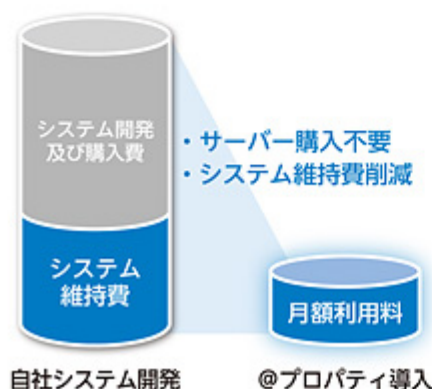 システム開発
及び購入費
・サーバー購入不要
・システム維持費削減
システム
維持費
月額利用料
自社システム開発
@プロパティ導入